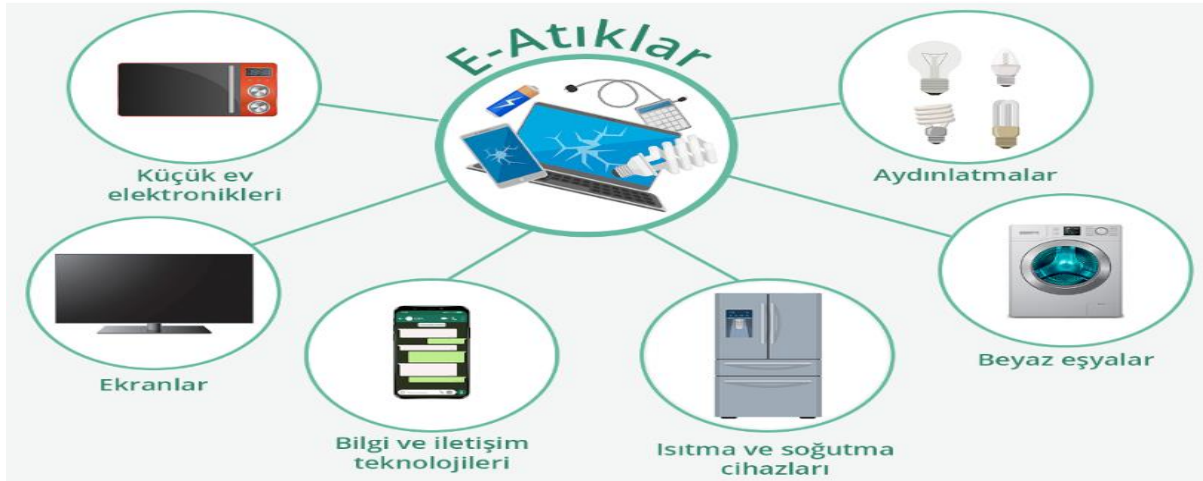 E-Atıklar
Küçük ev
elektronikleri
Aydınlatmalar
Ekranlar
Beyaz eşyalar
Bilgi ve iletişim
teknolojileri
Isıtma ve soğutma
cihazları